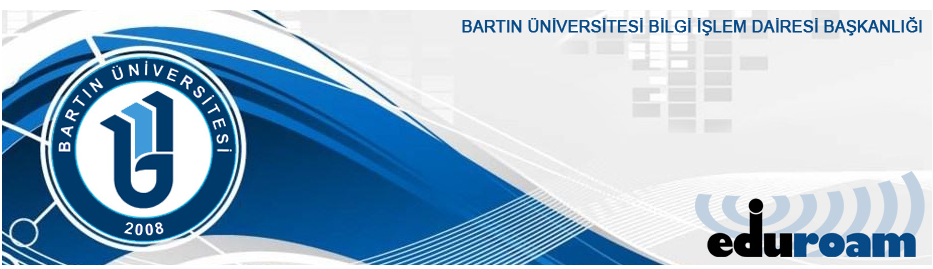 BARTIN ÜNİVERSİTESİ BİLGİ İŞLEM DAİRESİ BAŞKANLIĞI
BARTIN ÜNİVERSİTESİ
2008
eduroam